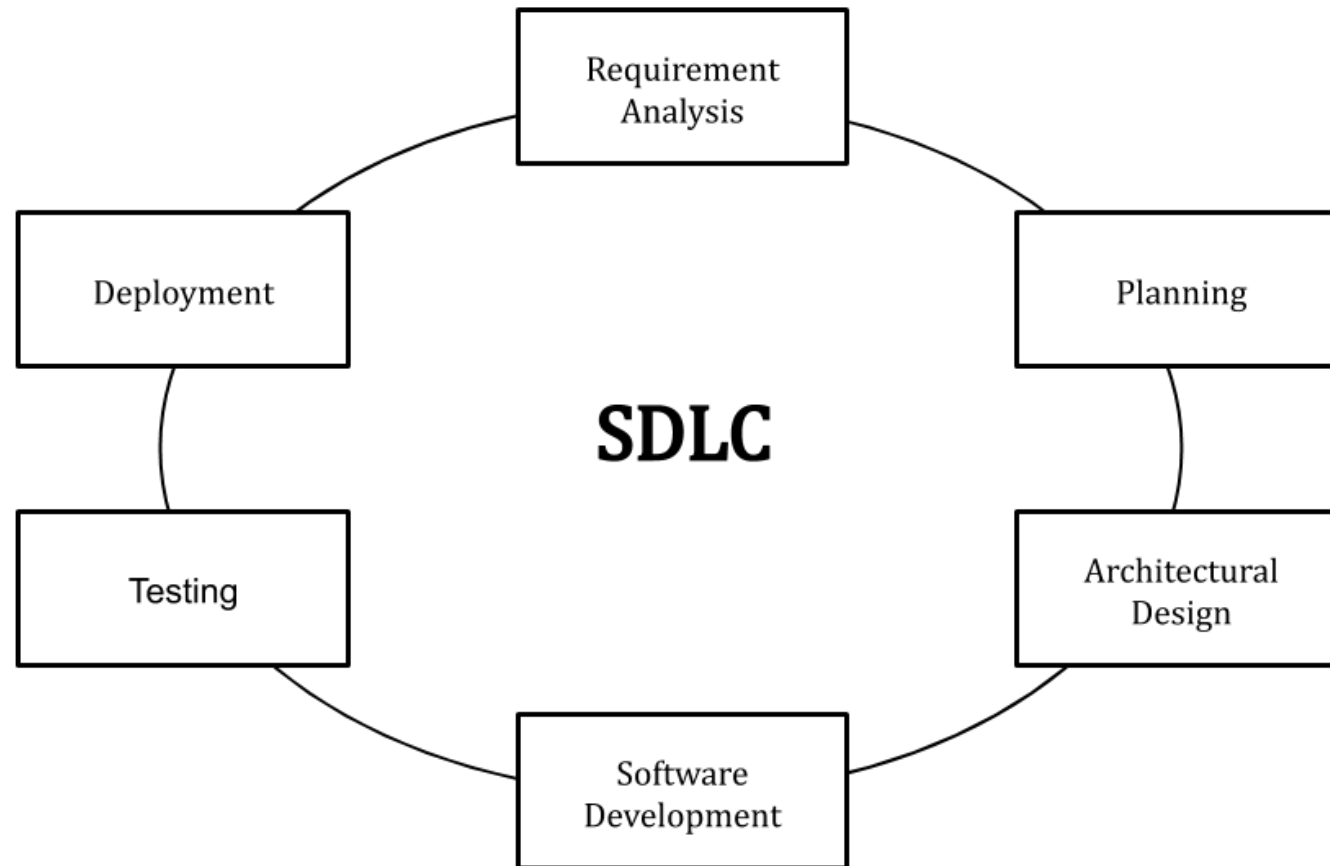 Requirement
Analysis
Deployment
Planning
SDLC
Testing
Architectural
Design
Software
Development